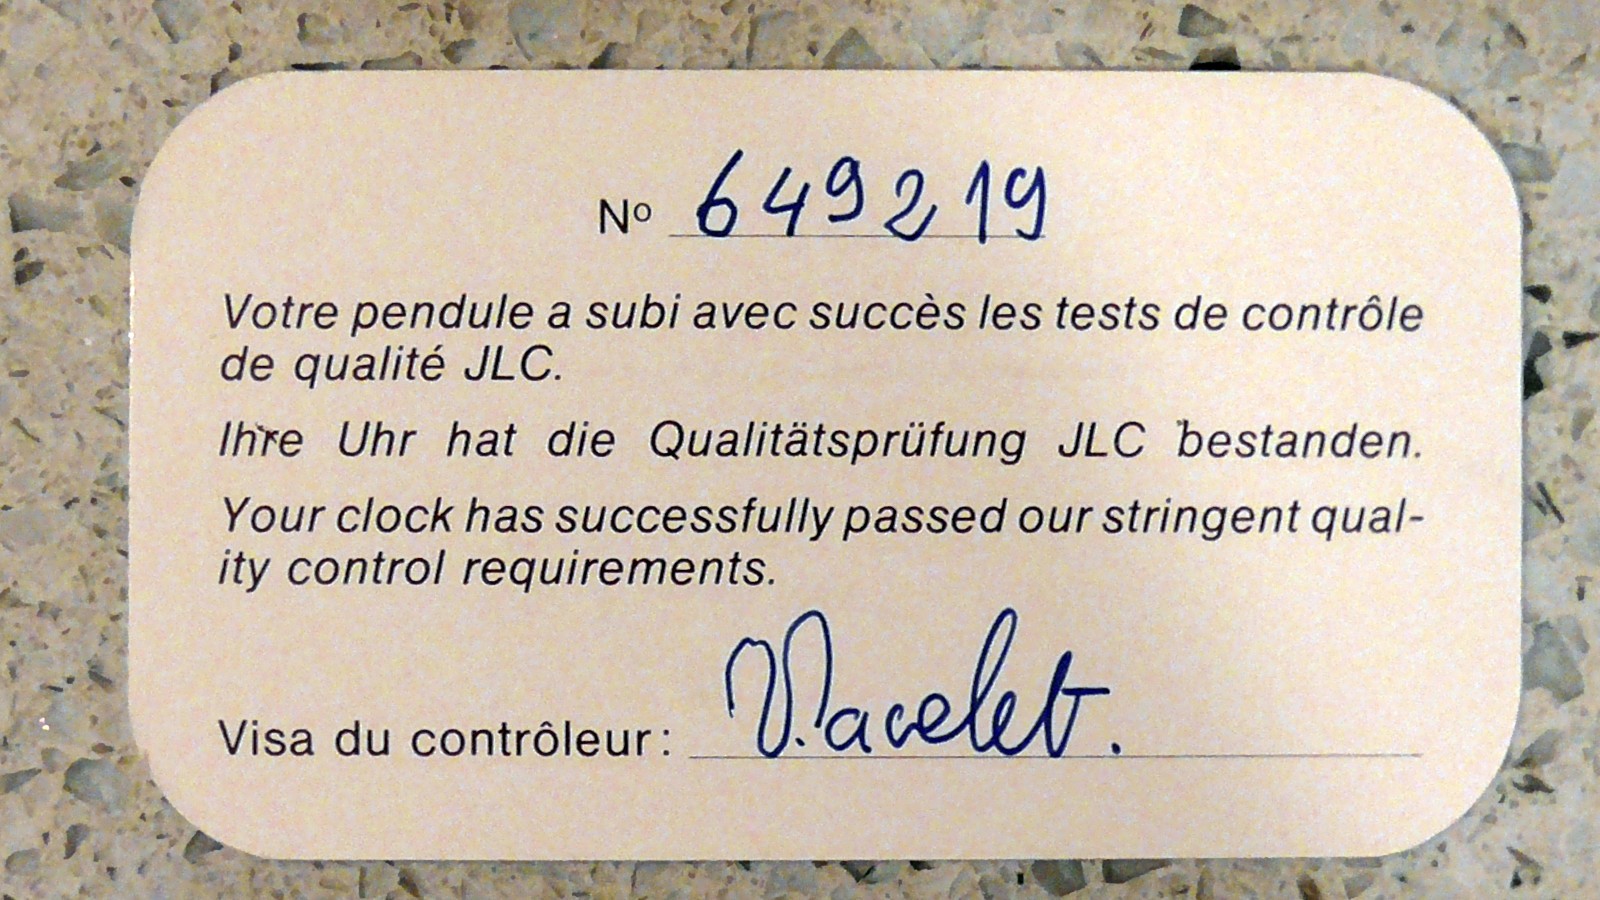 Nº 649219
Votre pendule a subi avec succès les tests de contrôle
de qualité JLC.
Ihre Uhr hat die Qualitätsprüfung JLC bestanden.
Your clock has successfully passed our stringent qual-
ity control requirements.
Visa du contrôleur: